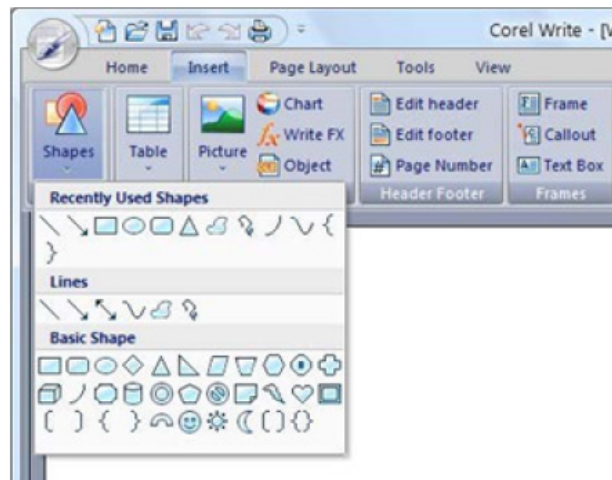 Corel Write - [W
Home Insert Page Layout Tools View
Shapes Table Picture
Chart
Write FX
Object
Edit header
Edit footer
Page Number
Header Footer
Frame
Callout
Text Box
Frames
Recently Used Shapes
Lines
Basic Shape